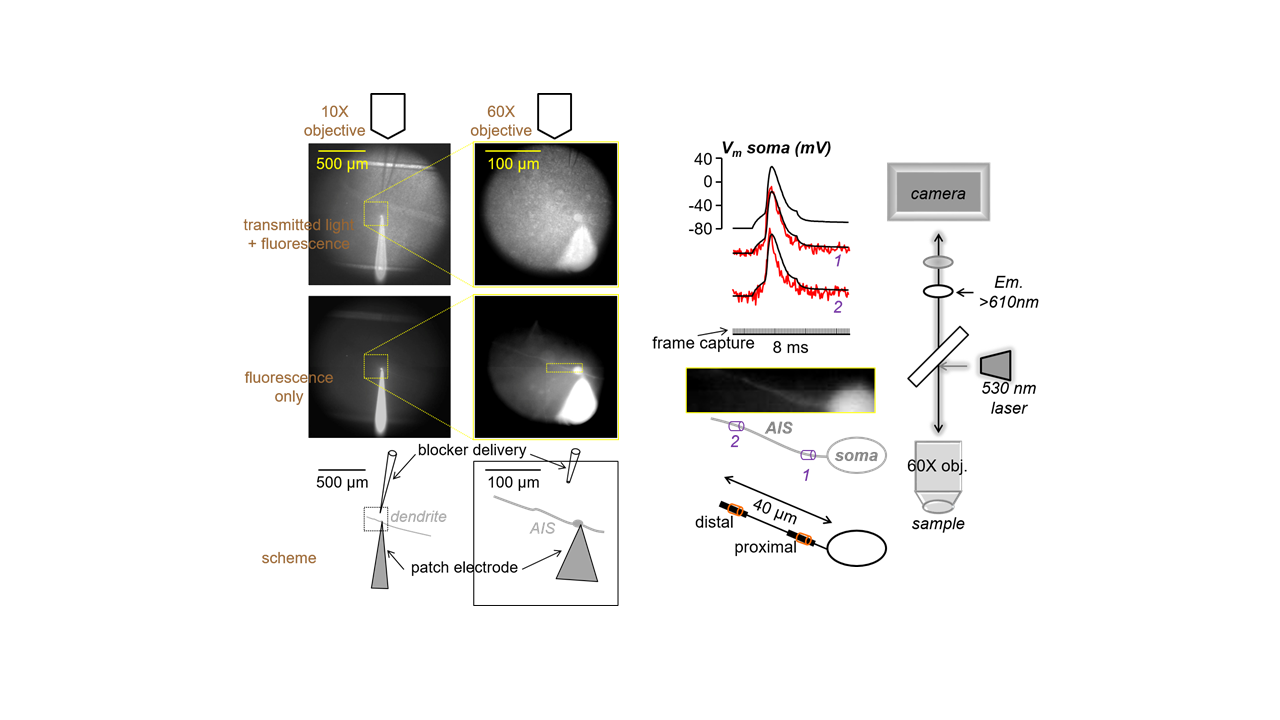 10X
objective
60X
objective
500 µm
100 µm
transmitted light
+ fluorescence
fluorescence
only
blocker delivery
500 µm
100 µm
dendrite
AIS
scheme
patch electrode
Vm soma (mV)
40
0
-40
-80
1
2
frame capture
8 ms
AIS
2
soma
1
40 µm
distal
proximal
camera
Em.
>610nm
530 nm
laser
60X obj.
sample